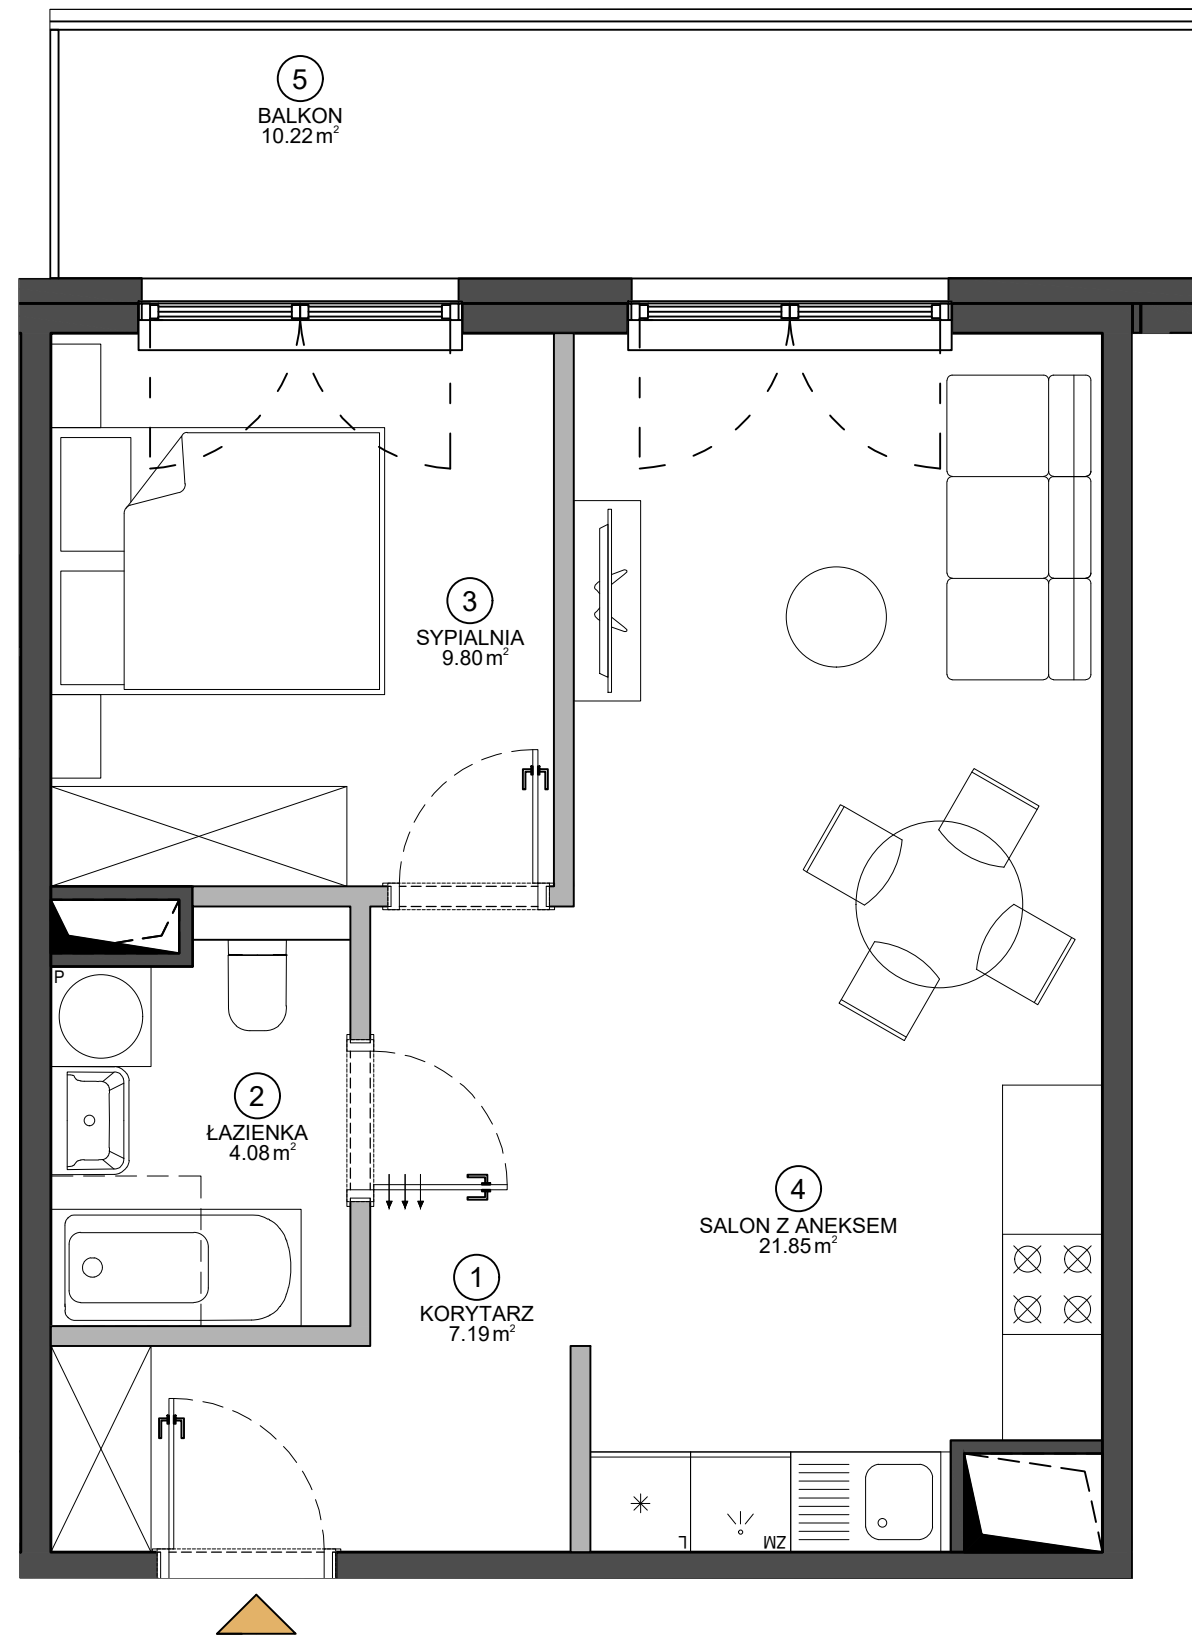 5
BALKON
10.22 m²
3
SYPIALNIA
9.80 m²
P
2
ŁAZIENKA
4.08 m²
4
SALON Z ANEKSEM
21.85 m²
1
KORYTARZ
7.19 m²
L
ZM